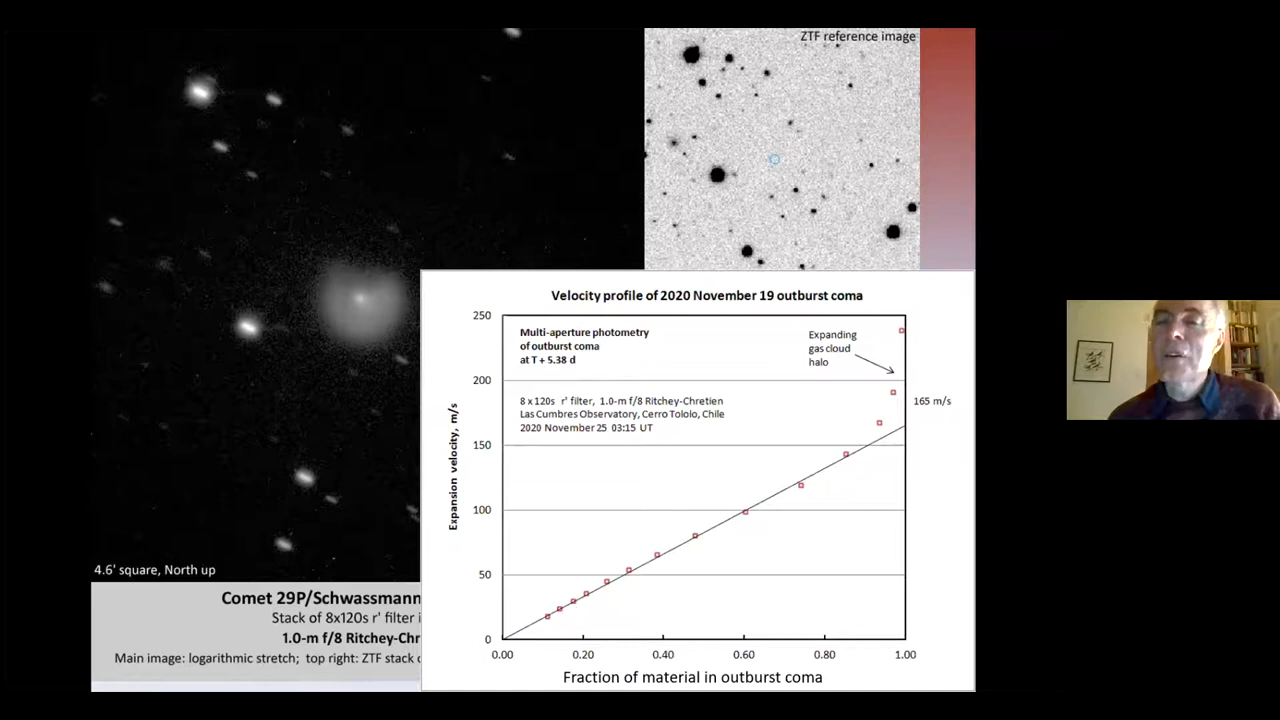 ZTF reference image
4.6' square, North up
Comet 29P/Schwassmann
Stack of 8x120s r' filter i
1.0-m f/8 Ritchey-Chr
Main image: logarithmic stretch; top right: ZTF stack
Velocity profile of 2020 November 19 outburst coma
Multi-aperture photometry
of outburst coma
at T + 5.38 d
Expanding
gas cloud
halo
8 x 120s r' filter, 1.0-m f/8 Ritchey-Chretien
Las Cumbres Observatory, Cerro Tololo, Chile
2020 November 25 03:15 UT
165 m/s
Expansion velocity, m/s
250
200
150
100
50
0
0.00 0.20 0.40 0.60 0.80 1.00
Fraction of material in outburst coma